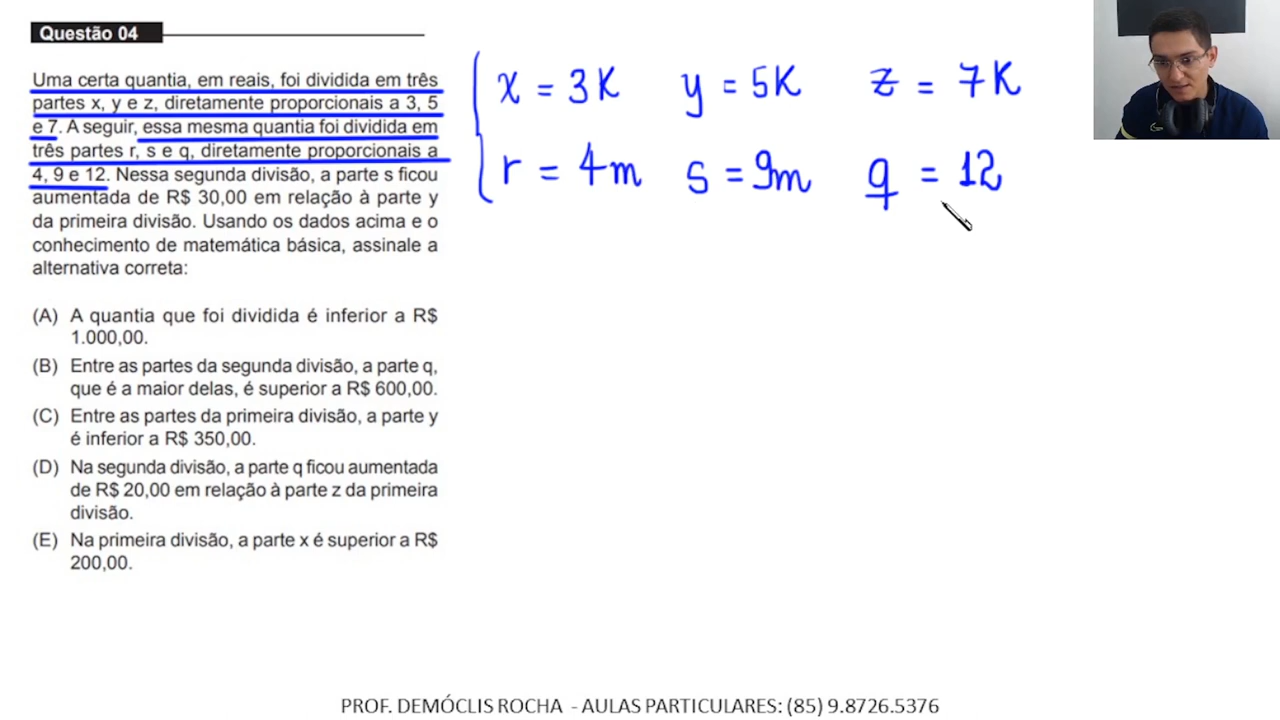 Questão 04
Uma certa quantia, em reais, foi dividida em três
partes x, y e z, diretamente proporcionais a 3, 5
e 7. A seguir, essa mesma quantia foi dividida em
três partes r, s e q, diretamente proporcionais a
4, 9 e 12. Nessa segunda divisão, a parte s ficou
aumentada de R$ 30,00 em relação à parte y
da primeira divisão. Usando os dados acima e o
conhecimento de matemática básica, assinale a
alternativa correta:
(A) A quantia que foi dividida é inferior a R$
1.000,00.
(B) Entre as partes da segunda divisão, a parte q,
que é a maior delas, é superior a R$ 600,00.
(C) Entre as partes da primeira divisão, a parte y
é inferior a R$ 350,00.
(D) Na segunda divisão, a parte q ficou aumentada
de R$ 20,00 em relação à parte z da primeira
divisão.
(E) Na primeira divisão, a parte x é superior a R$
200,00.
x = 3K y = 5K z = 7K
r = 4m s = 9m q = 12
PROF. DEMÓCLIS ROCHA - AULAS PARTICULARES: (85) 9.8726.5376